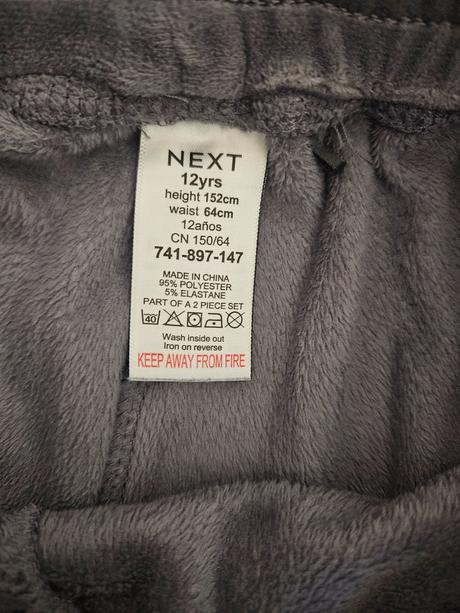 NEXT
12yrs
height 152cm
waist 64cm
12años
CN 150/64
741-897-147
MADE IN CHINA
95% POLYESTER
5% ELASTANE
PART OF A 2 PIECE SET
40
Wash inside out
Iron on reverse
KEEP AWAY FROM FIRE